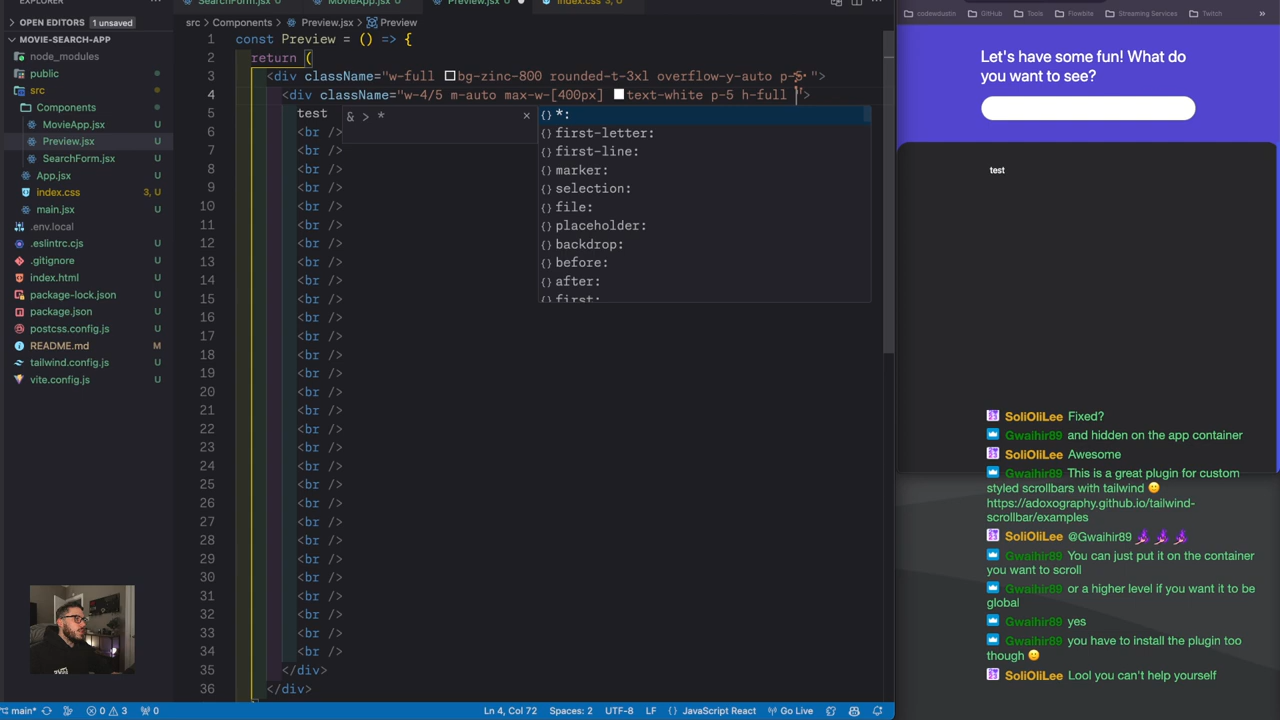 EXPLORER
SearchForm.jsx U
MovieApp.jsx U
Preview.jsx U
index.css 3, U
codewdustin
GitHub
Tools
Flowbite
Streaming Services
Twitch
»
OPEN EDITORS 1 unsaved
MOVIE-SEARCH-APP
node_modules
public
src
Components
MovieApp.jsx U
Preview.jsx U
SearchForm.jsx U
App.jsx U
index.css 3, U
main.jsx U
.env.local
.eslintrc.cjs U
.gitignore U
index.html U
package-lock.json U
package.json U
postcss.config.js U
README.md M
tailwind.config.js U
vite.config.js U
src > Components > Preview.jsx > Preview
1 const Preview = () => {
2 return (
3 <div className="w-full bg-zinc-800 rounded-t-3xl overflow-y-auto p-5 ">
4 <div className="w-4/5 m-auto max-w-[400px] text-white p-5 h-full ">
5 test
6 <br />
7 <br />
8 <br />
9 <br />
10 <br />
11 <br />
12 <br />
13 <br />
14 <br />
15 <br />
16 <br />
17 <br />
18 <br />
19 <br />
20 <br />
21 <br />
22 <br />
23 <br />
24 <br />
25 <br />
26 <br />
27 <br />
28 <br />
29 <br />
30 <br />
31 <br />
32 <br />
33 <br />
34 <br />
35 </div>
36 </div>
& > *
*:
first-letter:
first-line:
marker:
selection:
file:
placeholder:
backdrop:
before:
after:
first:
Let's have some fun! What do
you want to see?
test
SoliOliLee Fixed?
Gwaihir89 and hidden on the app container
SoliOliLee Awesome
Gwaihir89 This is a great plugin for custom
styled scrollbars with tailwind
https://adoxography.github.io/tailwind-
scrollbar/examples
SoliOliLee @Gwaihir89
Gwaihir89 You can just put it on the container
you want to scroll
Gwaihir89 or a higher level if you want it to be
global
Gwaihir89 yes
Gwaihir89 you have to install the plugin too
though
SoliOliLee Lool you can't help yourself
main* 0 3 0
Ln 4, Col 72 Spaces: 2 UTF-8 LF {} JavaScript React Go Live